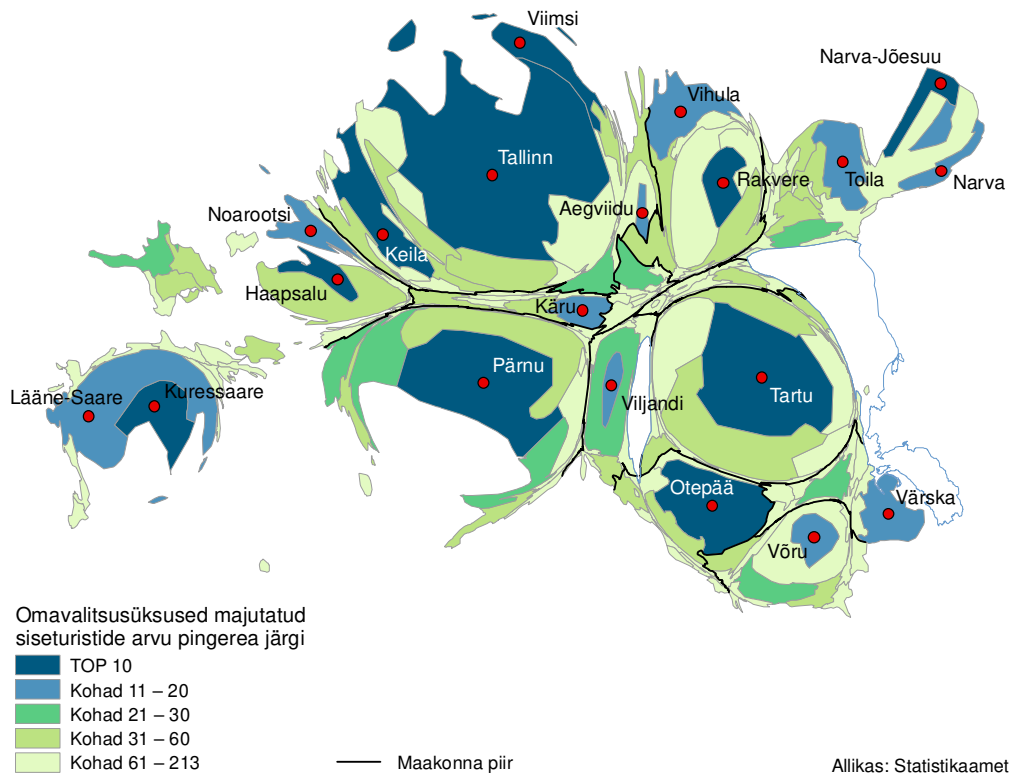 Viimsi
Narva-Jõesuu
Vihula
Tallinn
Rakvere
Toila
Narva
Noarootsi
Aegviidu
Keila
Haapsalu
Käru
Pärnu
Lääne-Saare
Kuressaare
Viljandi
Tartu
Otepää
Värska
Võru
Omavalitsusüksused majutatud
siseturistide arvu pingerea järgi
TOP 10
Kohad 11 – 20
Kohad 21 – 30
Kohad 31 – 60
Kohad 61 – 213
Maakonna piir
Allikas: Statistikaamet